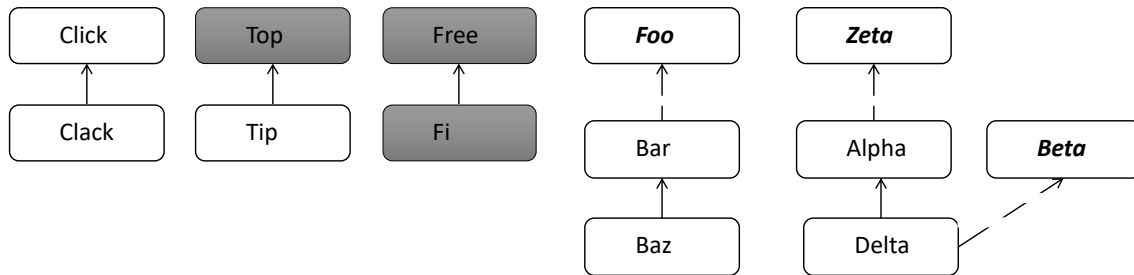 Click
Top
Free
Foo
Zeta
Clack
Tip
Fi
Bar
Alpha
Beta
Baz
Delta